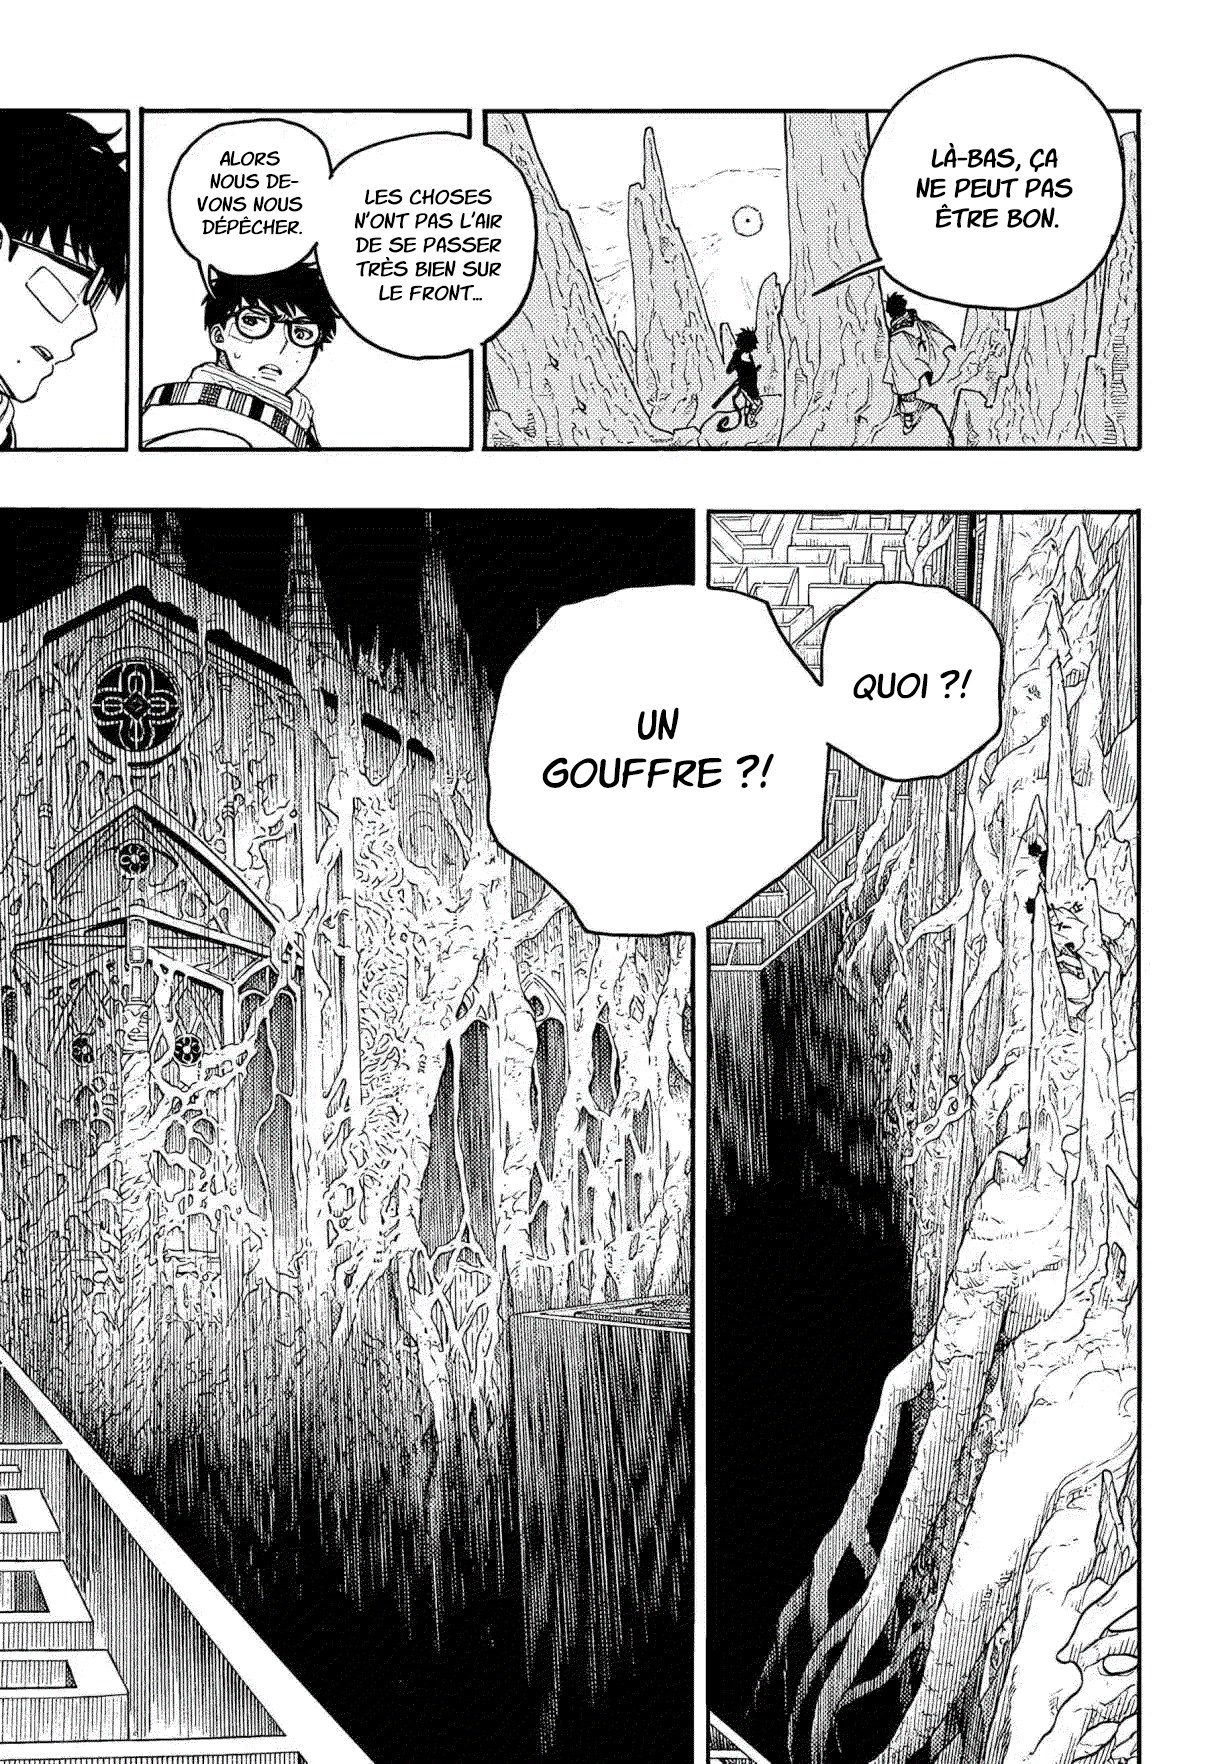 LÀ-BAS, ÇA
NE PEUT PAS
ÊTRE BON.
LES CHOSES
N'ONT PAS L'AIR
DE SE PASSER
TRÈS BIEN SUR
LE FRONT...
ALORS
NOUS DE-
VONS NOUS
DÉPÊCHER.
QUOI ?!
UN
GOUFFRE ?!